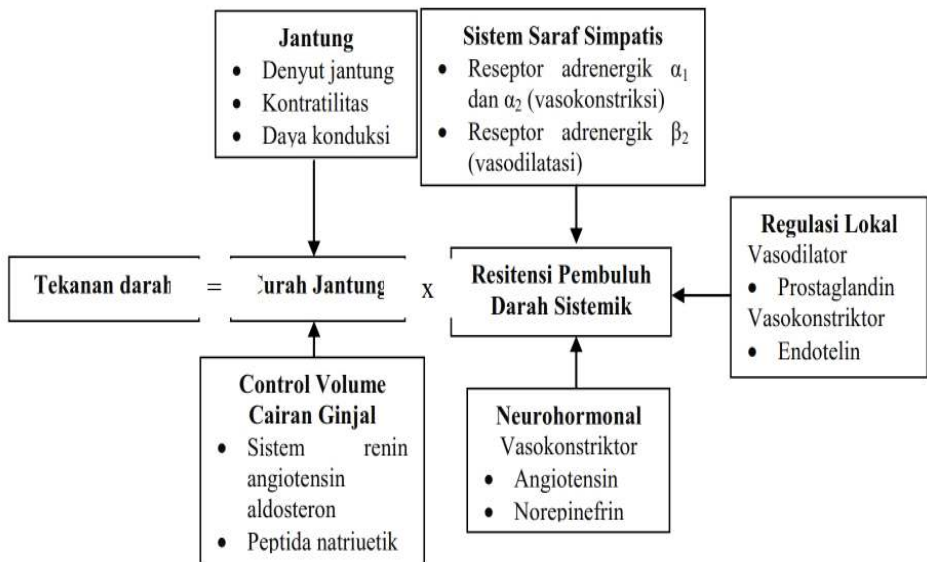 Jantung
• Denyut jantung
• Kontratilitas
• Daya konduksi
Sistem Saraf Simpatis
• Reseptor adrenergik α₁
dan α₂ (vasokonstriksi)
• Reseptor adrenergik β₂
(vasodilatasi)
Regulasi Lokal
Vasodilator
• Prostaglandin
Vasokonstriktor
• Endotelin
Tekanan darah = Curah Jantung x Resitensi Pembuluh
Darah Sistemik
Control Volume
Cairan Ginjal
• Sistem renin
angiotensin
aldosteron
• Peptida natriuetik
Neurohormonal
Vasokonstriktor
• Angiotensin
• Norepinefrin